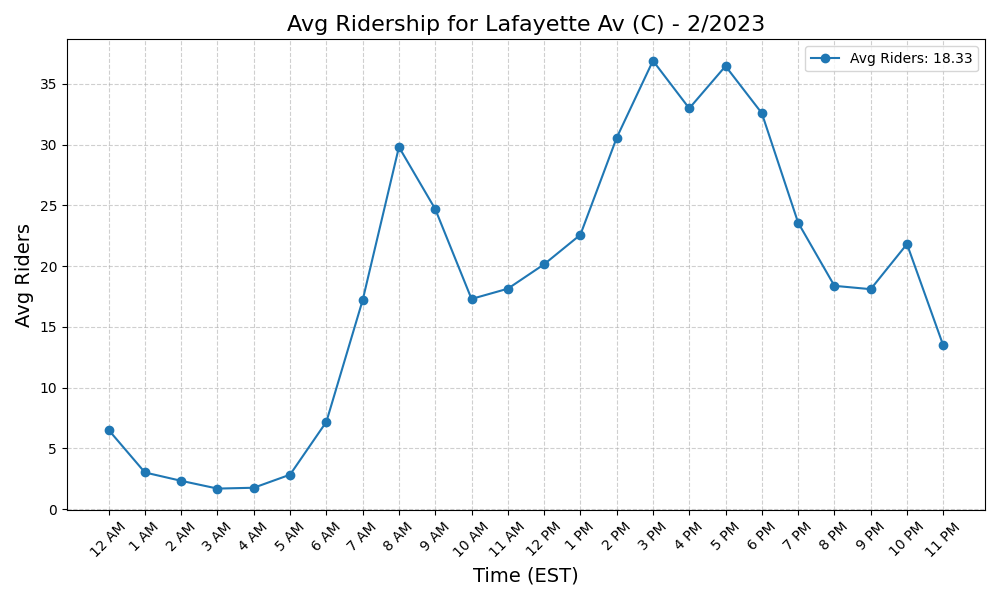 Avg Ridership for Lafayette Av (C) - 2/2023
Avg Riders: 18.33
Avg Riders
35
30
25
20
15
10
5
0
12 AM
1 AM
2 AM
3 AM
4 AM
5 AM
6 AM
7 AM
8 AM
9 AM
10 AM
11 AM
12 PM
1 PM
2 PM
3 PM
4 PM
5 PM
6 PM
7 PM
8 PM
9 PM
10 PM
11 PM
Time (EST)